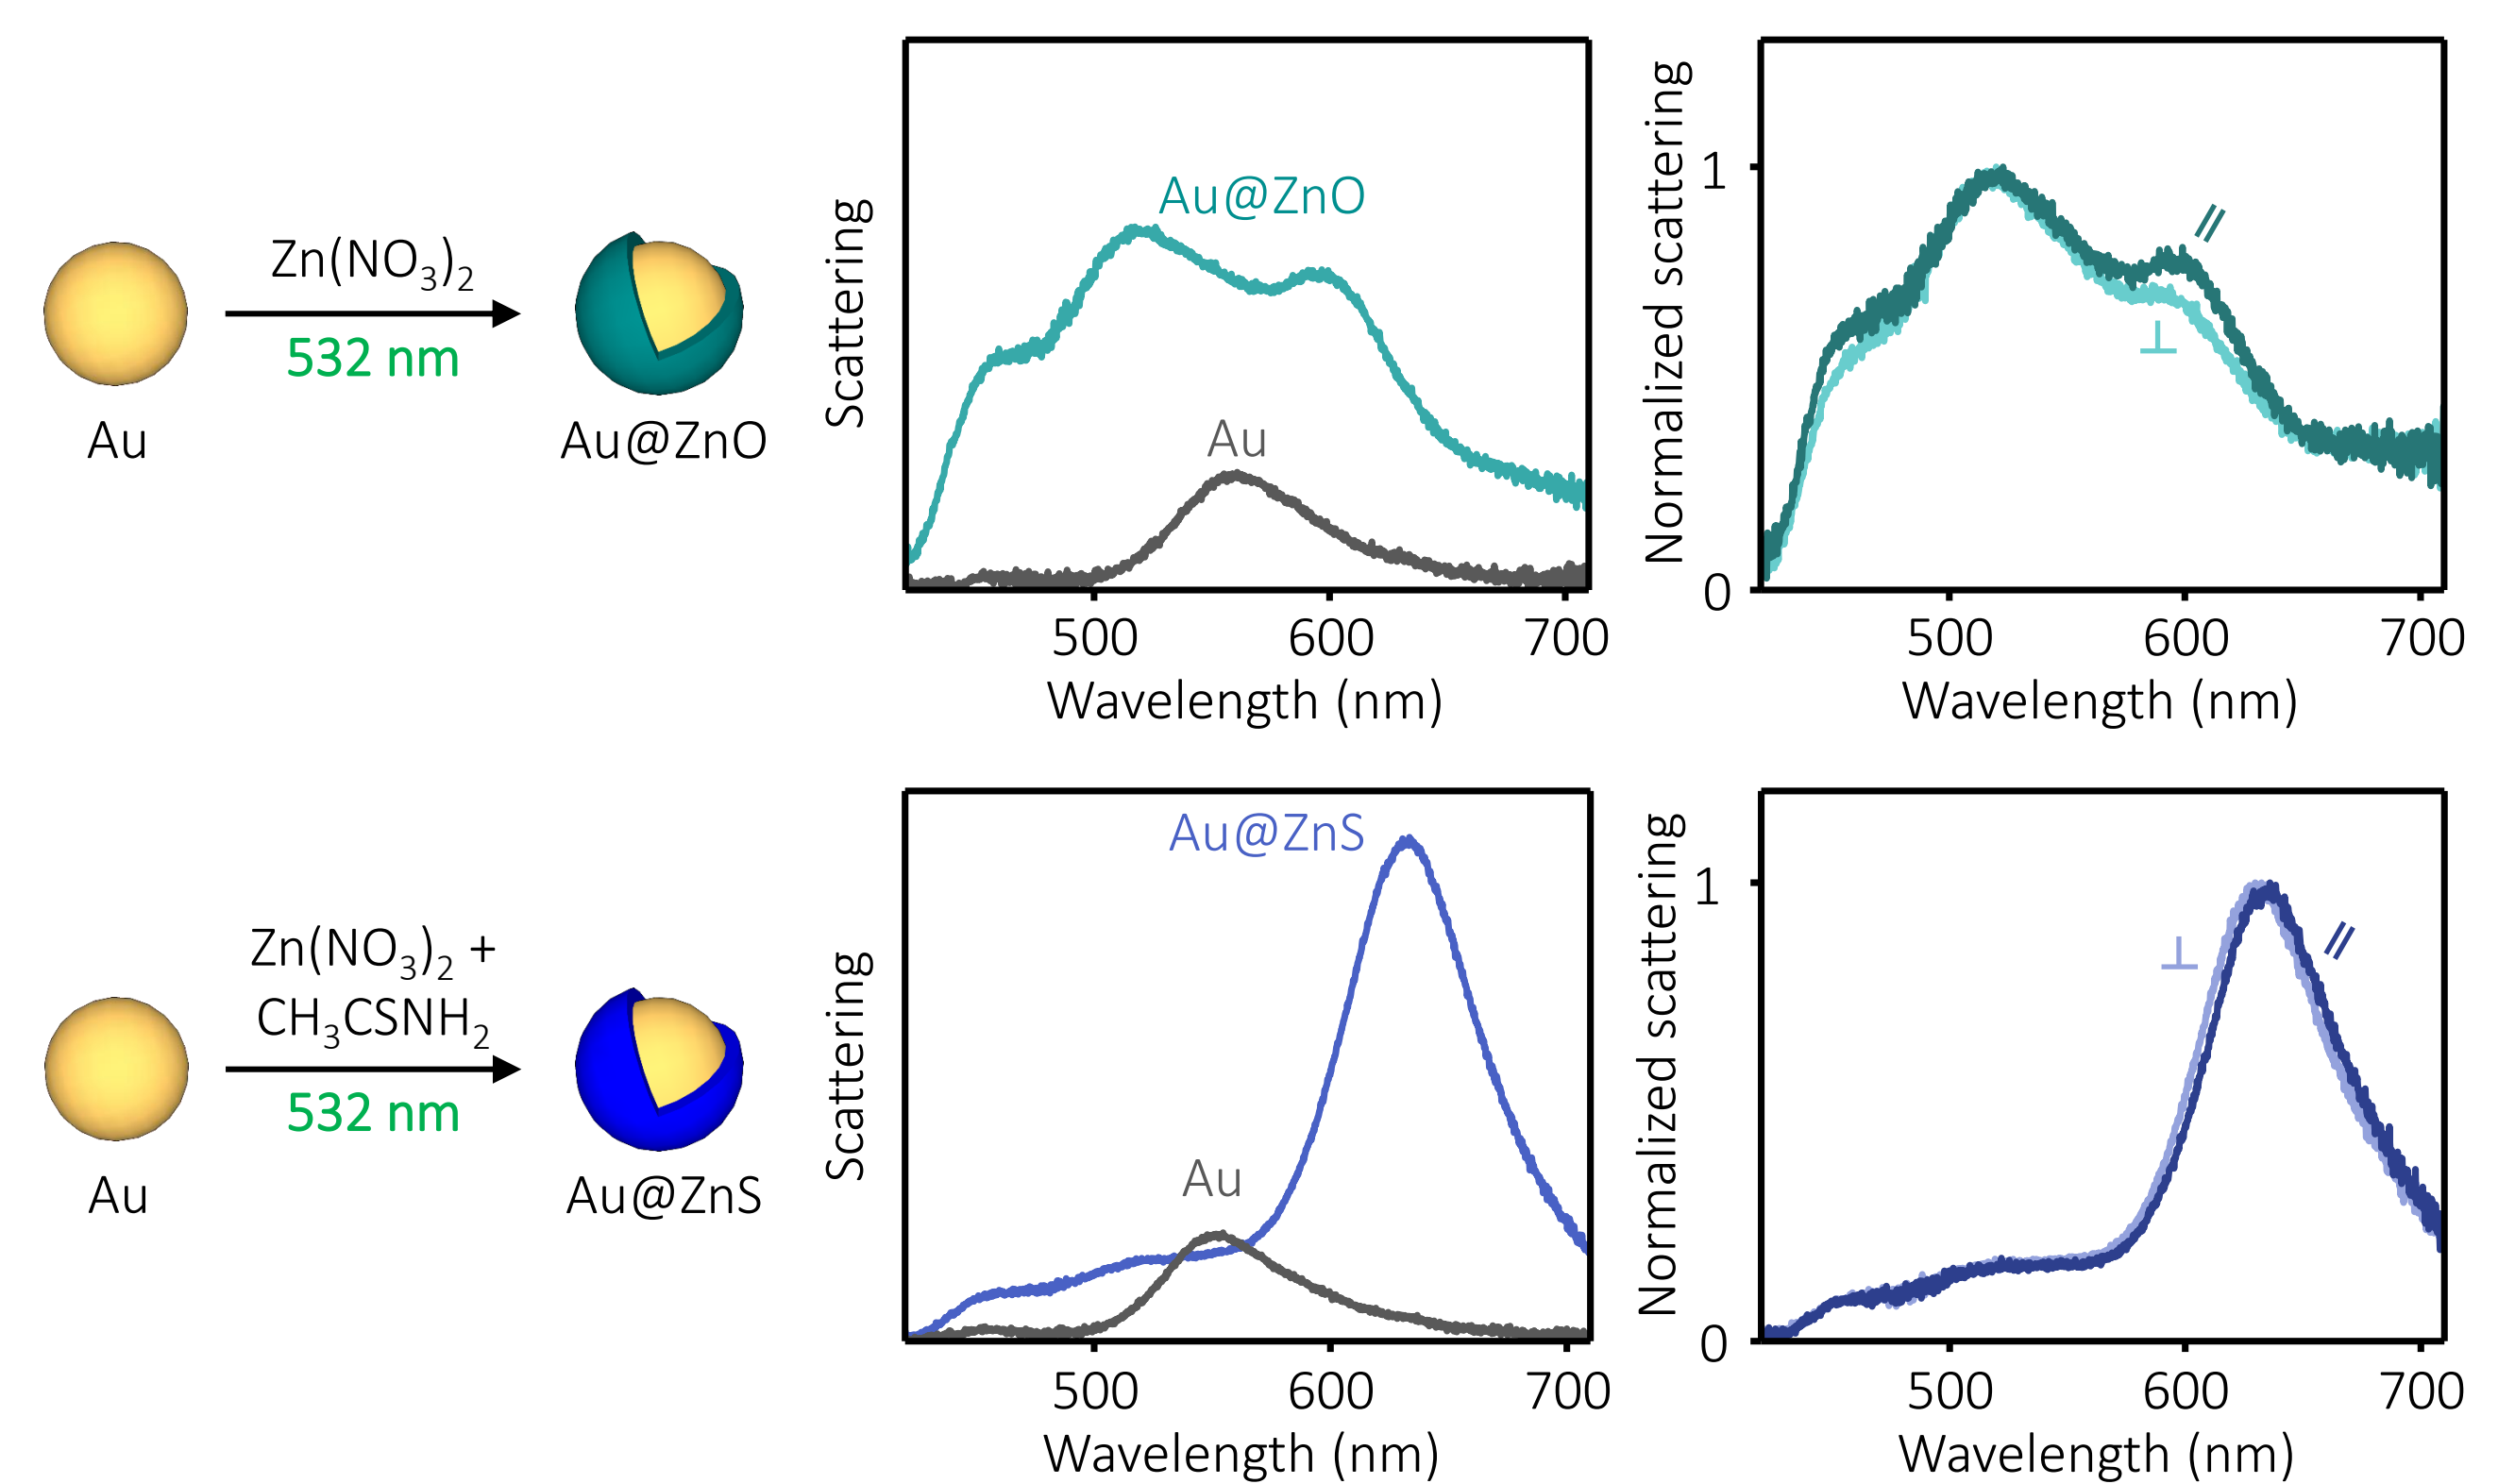 Zn(NO₃)₂
532 nm
Au
Au@ZnO
Scattering
Au@ZnO
Au
500 600 700
Wavelength (nm)
Normalized scattering
1
0
//
⊥
500 600 700
Wavelength (nm)
Zn(NO₃)₂ +
CH₃CSNH₂
532 nm
Au
Au@ZnS
Scattering
Au@ZnS
Au
500 600 700
Wavelength (nm)
Normalized scattering
1
0
⊥
//
500 600 700
Wavelength (nm)